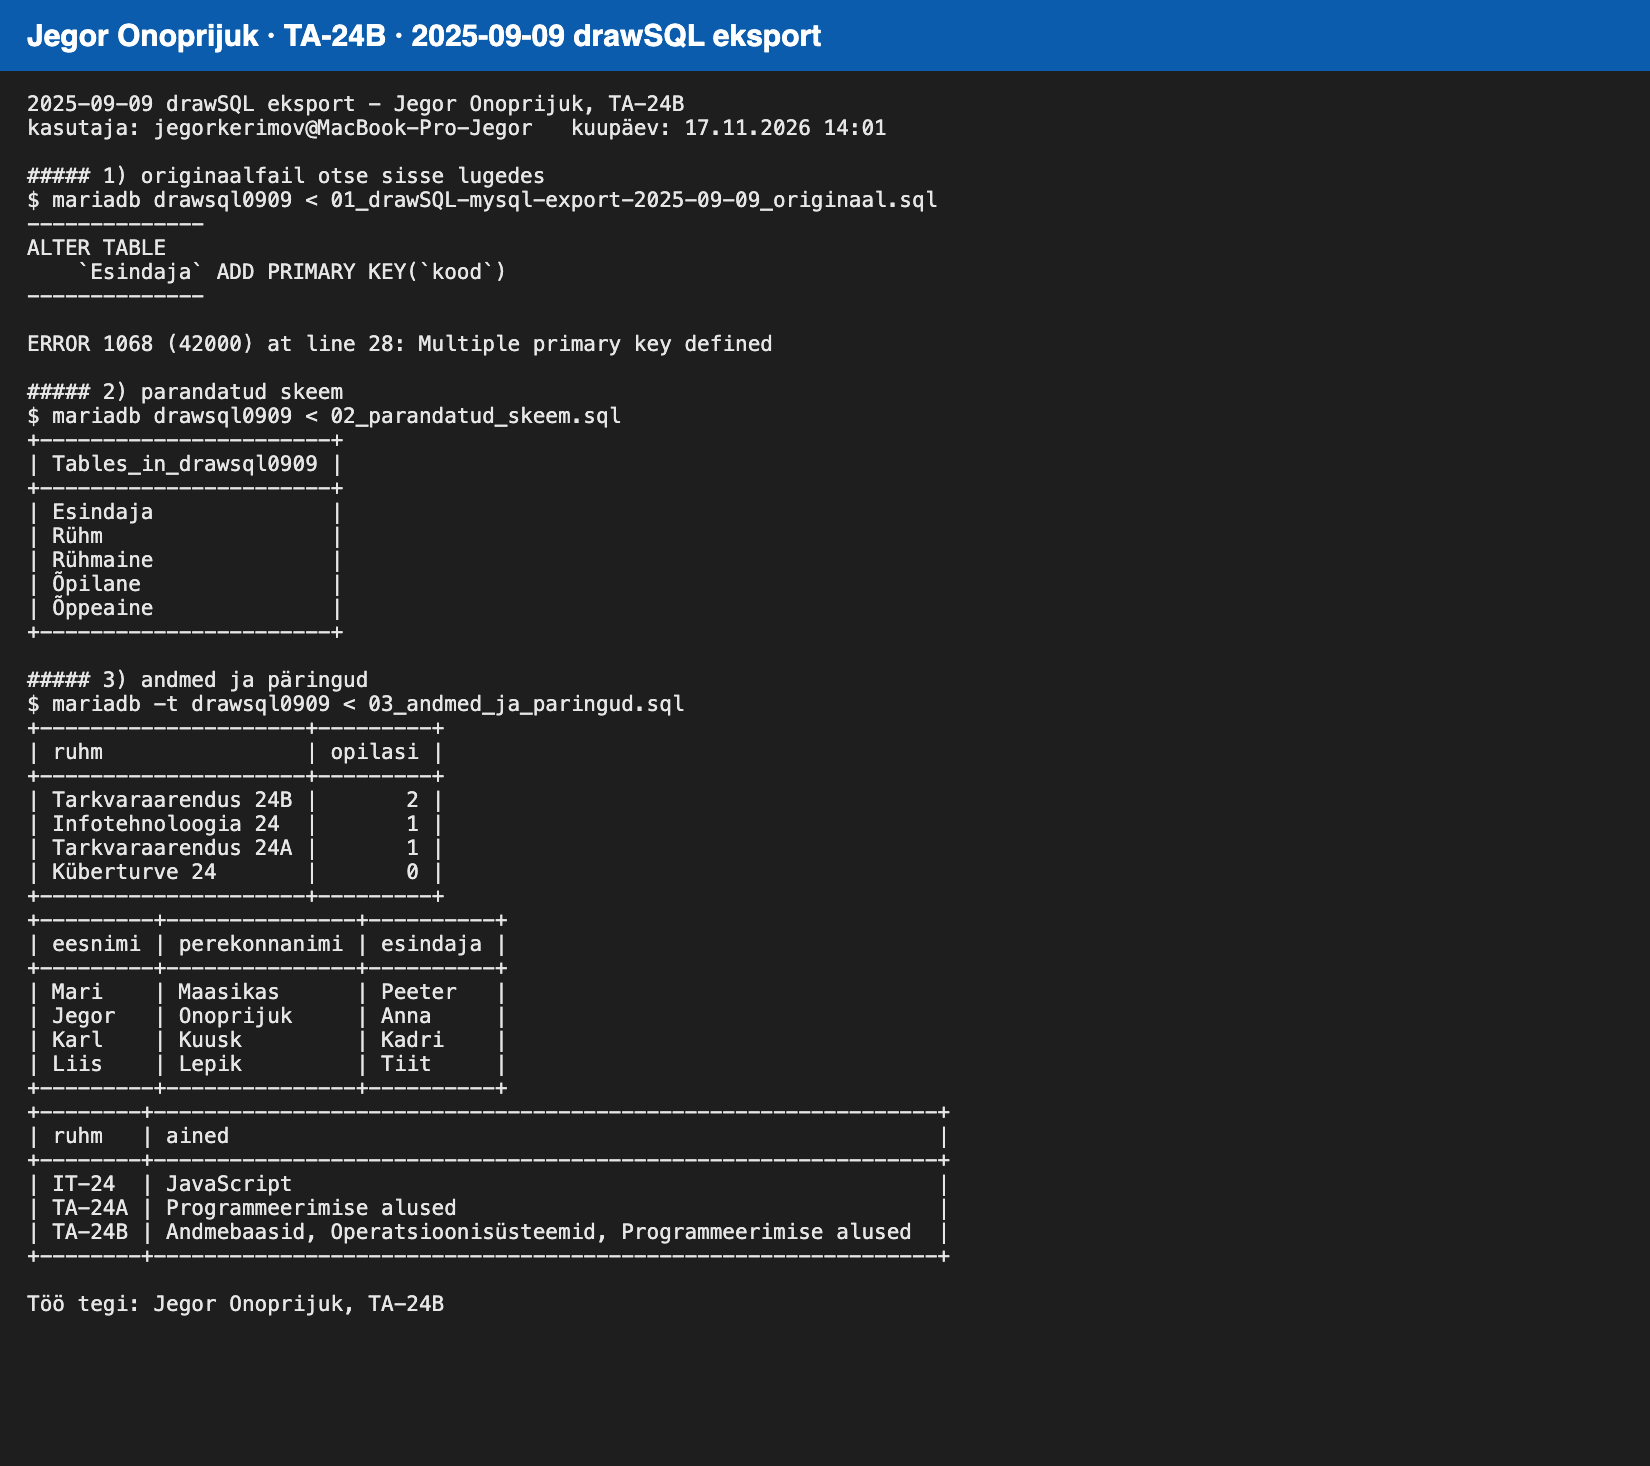 Jegor Onoprijuk · TA-24B · 2025-09-09 drawSQL eksport
2025-09-09 drawSQL eksport - Jegor Onoprijuk, TA-24B
kasutaja: jegorkerimov@MacBook-Pro-Jegor   kuupäev: 17.11.2026 14:01
##### 1) originaalfail otse sisse lugedes
$ mariadb drawsql0909 < 01_drawSQL-mysql-export-2025-09-09_originaal.sql
--------------
ALTER TABLE
    `Esindaja` ADD PRIMARY KEY(`kood`)
--------------
ERROR 1068 (42000) at line 28: Multiple primary key defined
##### 2) parandatud skeem
$ mariadb drawsql0909 < 02_parandatud_skeem.sql
+-----------------------+
| Tables_in_drawsql0909 |
+-----------------------+
| Esindaja              |
| Rühm                  |
| Rühmaine              |
| Õpilane               |
| Õppeaine              |
+-----------------------+
##### 3) andmed ja päringud
$ mariadb -t drawsql0909 < 03_andmed_ja_paringud.sql
+---------------------+---------+
| ruhm                | opilasi |
+---------------------+---------+
| Tarkvaraarendus 24B |       2 |
| Infotehnoloogia 24  |       1 |
| Tarkvaraarendus 24A |       1 |
| Küberturve 24       |       0 |
+---------------------+---------+
+---------+---------------+----------+
| eesnimi | perekonnanimi | esindaja |
+---------+---------------+----------+
| Mari    | Maasikas      | Peeter   |
| Jegor   | Onoprijuk     | Anna     |
| Karl    | Kuusk         | Kadri    |
| Liis    | Lepik         | Tiit     |
+---------+---------------+----------+
+--------+--------------------------------------------------------------+
| ruhm   | ained                                                        |
+--------+--------------------------------------------------------------+
| IT-24  | JavaScript                                                   |
| TA-24A | Programmeerimise alused                                      |
| TA-24B | Andmebaasid, Operatsioonisüsteemid, Programmeerimise alused  |
+--------+--------------------------------------------------------------+
Töö tegi: Jegor Onoprijuk, TA-24B